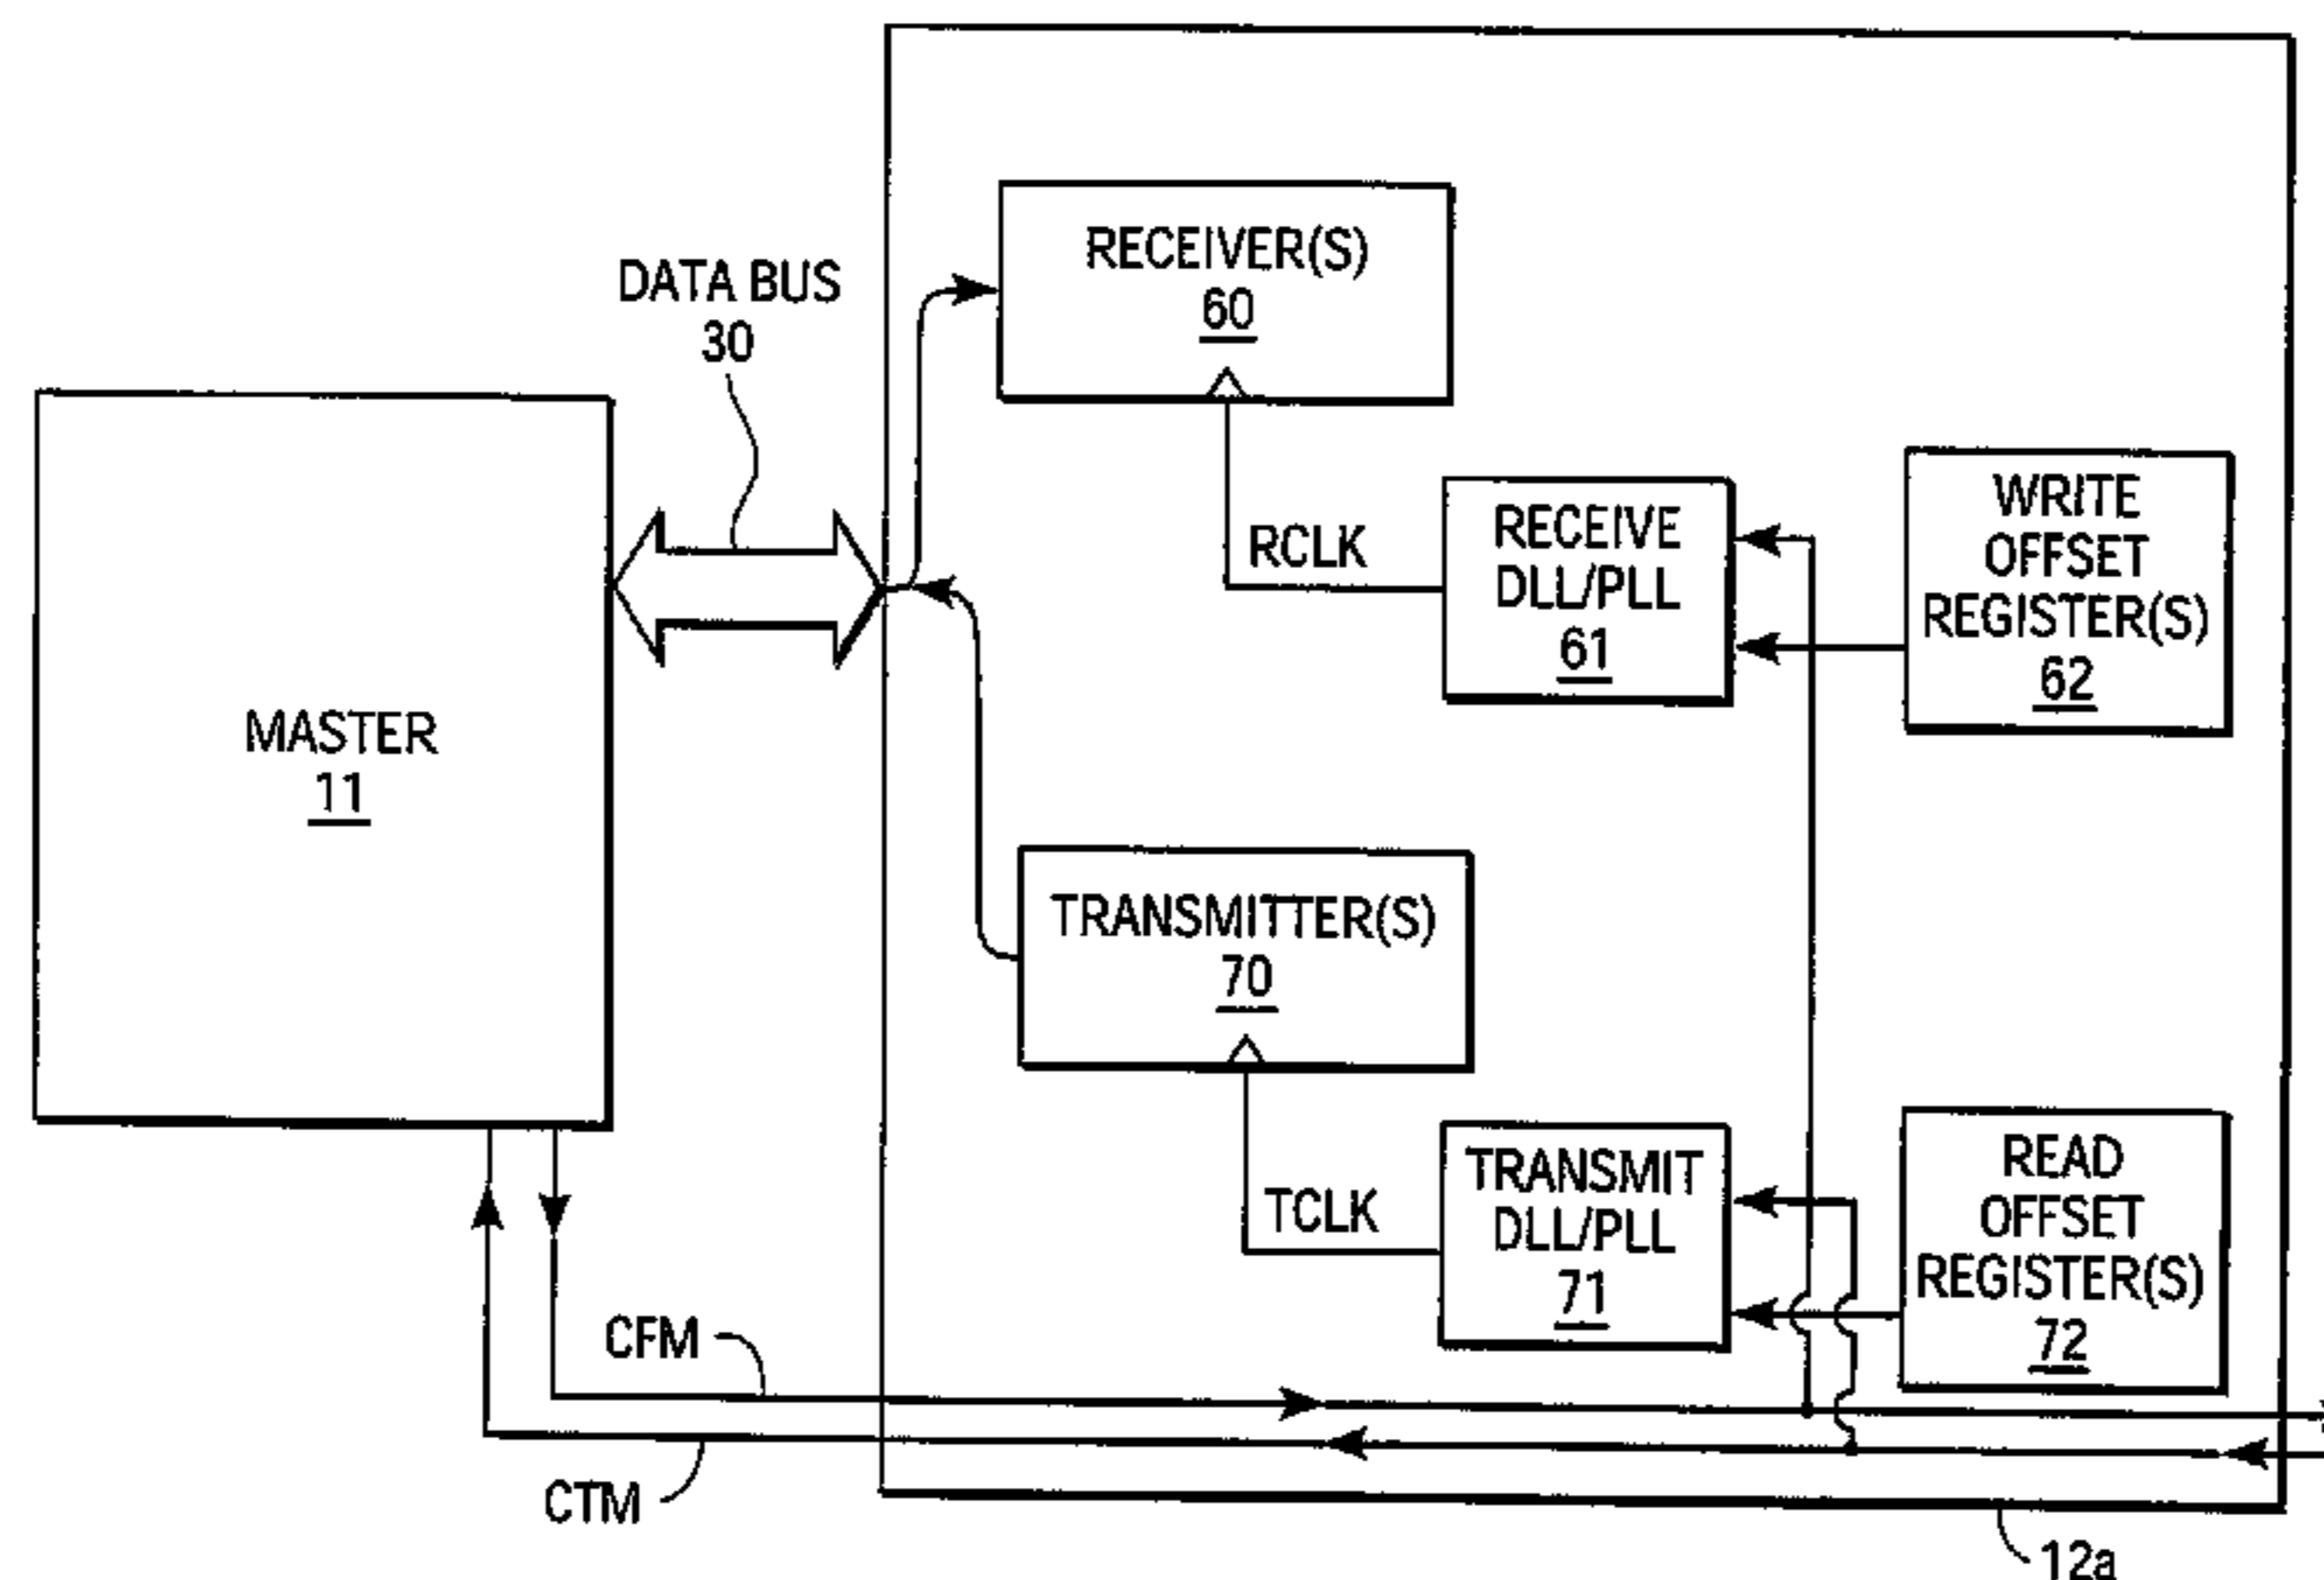 DATA BUS
30
RECEIVER(S)
60
RCLK
RECEIVE
DLL/PLL
61
WRITE
OFFSET
REGISTER(S)
62
MASTER
11
TRANSMITTER(S)
70
TCLK
TRANSMIT
DLL/PLL
71
READ
OFFSET
REGISTER(S)
72
CFM
CTM
12a